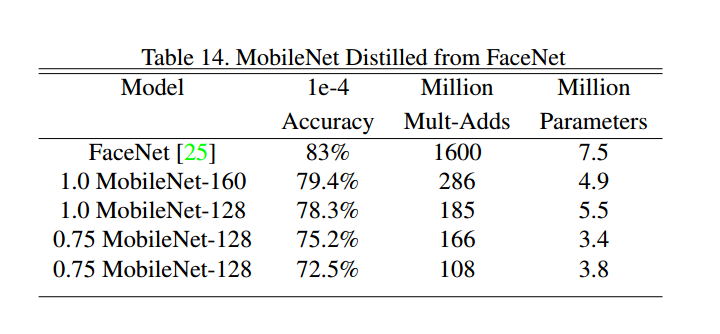 Table 14. MobileNet Distilled from FaceNet
Model 1e-4 Million Million
Accuracy Mult-Adds Parameters
FaceNet [25] 83% 1600 7.5
1.0 MobileNet-160 79.4% 286 4.9
1.0 MobileNet-128 78.3% 185 5.5
0.75 MobileNet-128 75.2% 166 3.4
0.75 MobileNet-128 72.5% 108 3.8